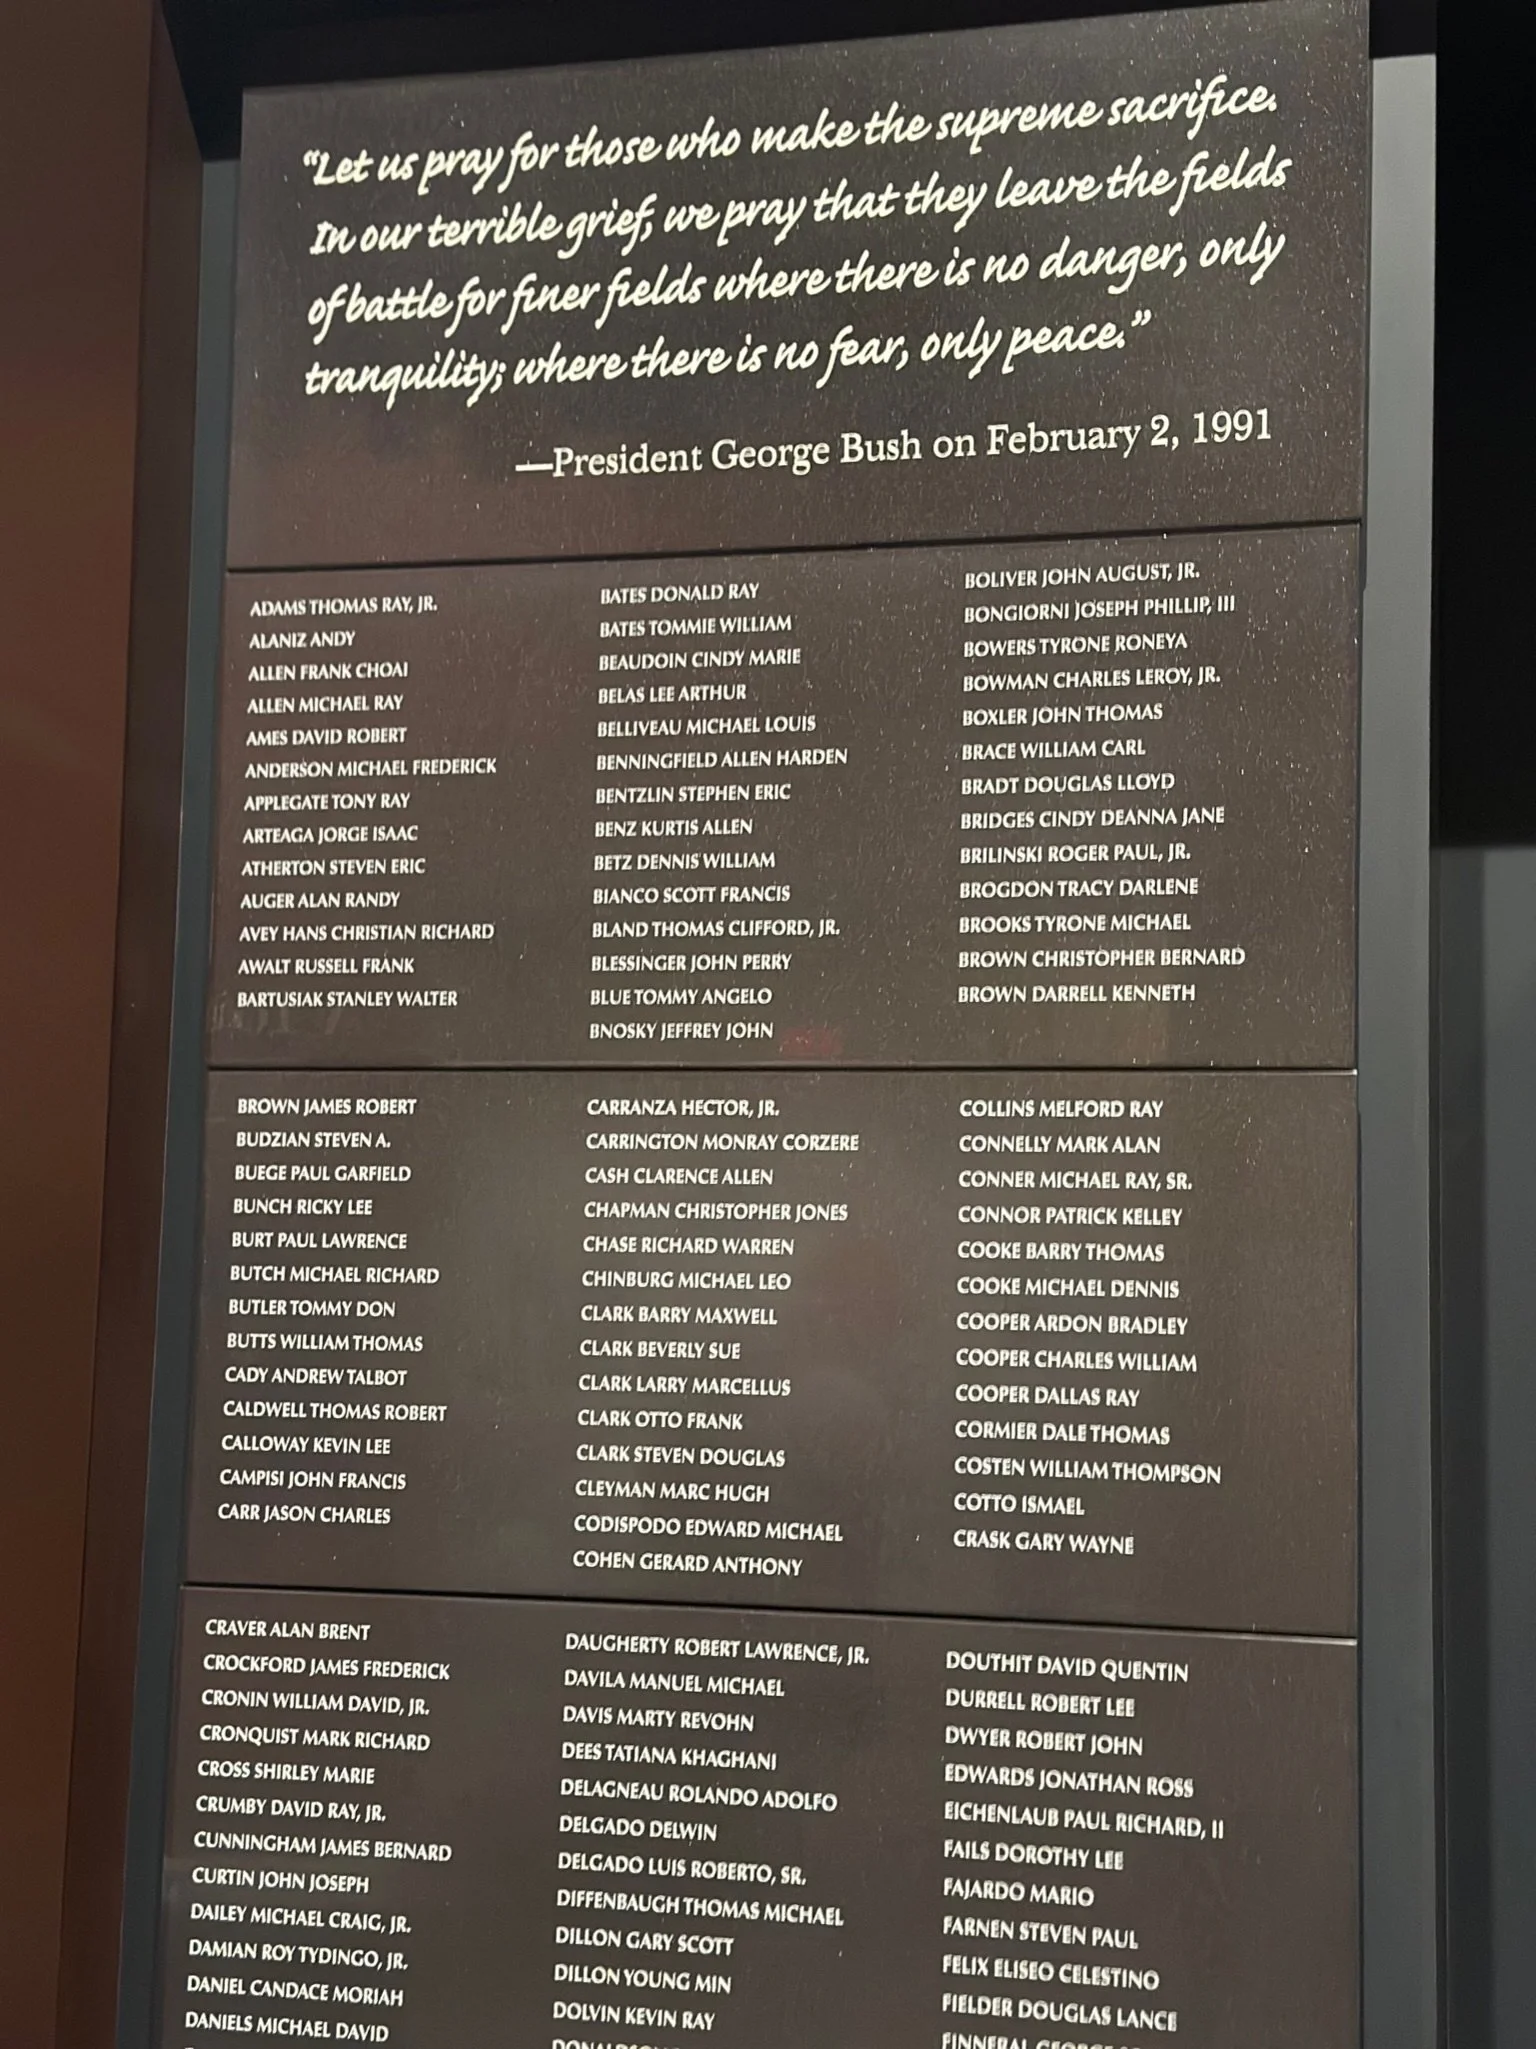 “Let us pray for those who make the supreme sacrifice.
In our terrible grief, we pray that they leave the fields
of battle for finer fields where there is no danger, only
tranquility; where there is no fear, only peace.”
—President George Bush on February 2, 1991
ADAMS THOMAS RAY, JR.
ALANIZ ANDY
ALLEN FRANK CHOAI
ALLEN MICHAEL RAY
AMES DAVID ROBERT
ANDERSON MICHAEL FREDERICK
APPLEGATE TONY RAY
ARTEAGA JORGE ISAAC
ATHERTON STEVEN ERIC
AUGER ALAN RANDY
AVEY HANS CHRISTIAN RICHARD
AWALT RUSSELL FRANK
BARTUSIAK STANLEY WALTER
BATES DONALD RAY
BATES TOMMIE WILLIAM
BEAUDOIN CINDY MARIE
BELAS LEE ARTHUR
BELLIVEAU MICHAEL LOUIS
BENNINGFIELD ALLEN HARDEN
BENTZLIN STEPHEN ERIC
BENZ KURTIS ALLEN
BETZ DENNIS WILLIAM
BIANCO SCOTT FRANCIS
BLAND THOMAS CLIFFORD, JR.
BLESSINGER JOHN PERRY
BLUE TOMMY ANGELO
BNOSKY JEFFREY JOHN
BOLIVER JOHN AUGUST, JR.
BONGIORNI JOSEPH PHILLIP, III
BOWERS TYRONE RONEYA
BOWMAN CHARLES LEROY, JR.
BOXLER JOHN THOMAS
BRACE WILLIAM CARL
BRADT DOUGLAS LLOYD
BRIDGES CINDY DEANNA JANE
BRILINSKI ROGER PAUL, JR.
BROGDON TRACY DARLENE
BROOKS TYRONE MICHAEL
BROWN CHRISTOPHER BERNARD
BROWN DARRELL KENNETH
BROWN JAMES ROBERT
BUDZIAN STEVEN A.
BUEGE PAUL GARFIELD
BUNCH RICKY LEE
BURT PAUL LAWRENCE
BUTCH MICHAEL RICHARD
BUTLER TOMMY DON
BUTTS WILLIAM THOMAS
CADY ANDREW TALBOT
CALDWELL THOMAS ROBERT
CALLOWAY KEVIN LEE
CAMPISI JOHN FRANCIS
CARR JASON CHARLES
CARRANZA HECTOR, JR.
CARRINGTON MONRAY CORZERE
CASH CLARENCE ALLEN
CHAPMAN CHRISTOPHER JONES
CHASE RICHARD WARREN
CHINBURG MICHAEL LEO
CLARK BARRY MAXWELL
CLARK BEVERLY SUE
CLARK LARRY MARCELLUS
CLARK OTTO FRANK
CLARK STEVEN DOUGLAS
CLEYMAN MARC HUGH
CODISPODO EDWARD MICHAEL
COHEN GERARD ANTHONY
COLLINS MELFORD RAY
CONNELLY MARK ALAN
CONNER MICHAEL RAY, SR.
CONNOR PATRICK KELLEY
COOKE BARRY THOMAS
COOKE MICHAEL DENNIS
COOPER ARDON BRADLEY
COOPER CHARLES WILLIAM
COOPER DALLAS RAY
CORMIER DALE THOMAS
COSTEN WILLIAM THOMPSON
COTTO ISMAEL
CRASK GARY WAYNE
CRAVER ALAN BRENT
CROCKFORD JAMES FREDERICK
CRONIN WILLIAM DAVID, JR.
CRONQUIST MARK RICHARD
CROSS SHIRLEY MARIE
CRUMBY DAVID RAY, JR.
CUNNINGHAM JAMES BERNARD
CURTIN JOHN JOSEPH
DAILEY MICHAEL CRAIG, JR.
DAMIAN ROY TYDINGO, JR.
DANIEL CANDACE MORIAH
DANIELS MICHAEL DAVID
DAUGHERTY ROBERT LAWRENCE, JR.
DAVILA MANUEL MICHAEL
DAVIS MARTY REVOHN
DEES TATIANA KHAGHANI
DELAGNEAU ROLANDO ADOLFO
DELGADO DELWIN
DELGADO LUIS ROBERTO, SR.
DIFFENBAUGH THOMAS MICHAEL
DILLON GARY SCOTT
DILLON YOUNG MIN
DOLVIN KEVIN RAY
DOUTHIT DAVID QUENTIN
DURRELL ROBERT LEE
DWYER ROBERT JOHN
EDWARDS JONATHAN ROSS
EICHENLAUB PAUL RICHARD, II
FAILS DOROTHY LEE
FAJARDO MARIO
FARNEN STEVEN PAUL
FELIX ELISEO CELESTINO
FIELDER DOUGLAS LANCE